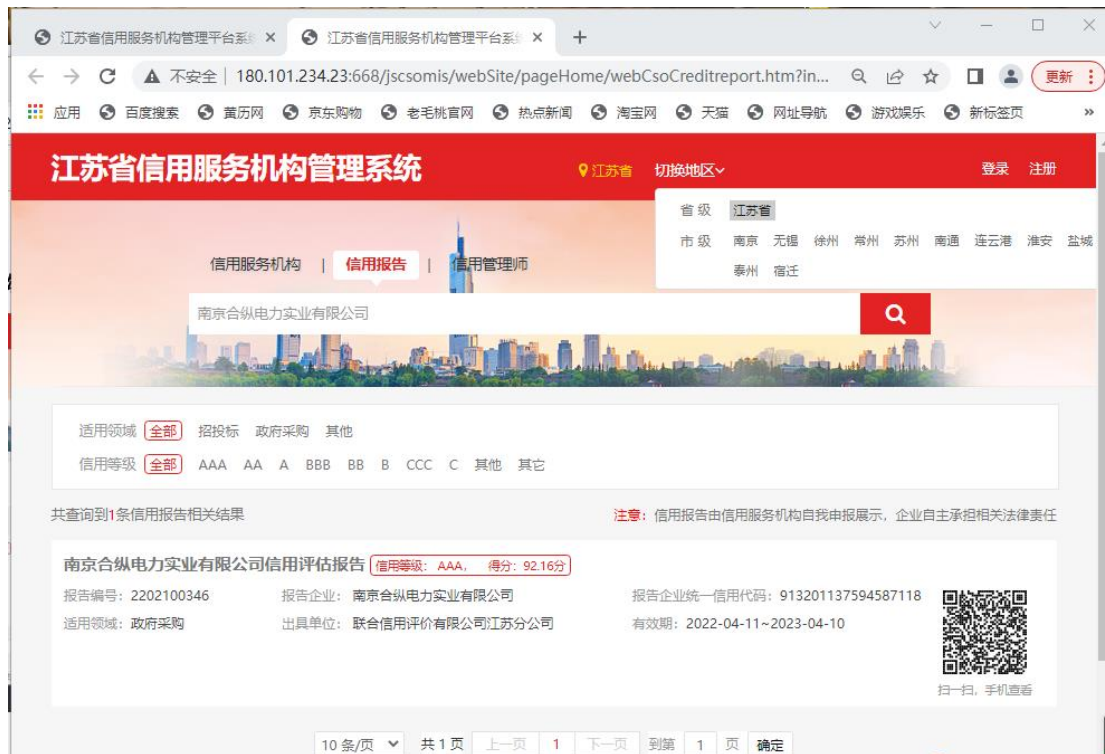 江苏省信用服务机构管理平台系 江苏省信用服务机构管理平台系
不安全 180.101.234.23:668/jscsomis/webSite/pageHome/webCsoCreditreport.htm?in... 更新
应用 百度搜索 黄历网 京东购物 老毛桃官网 热点新闻 淘宝网 天猫 网址导航 游戏娱乐 新标签页 »
江苏省信用服务机构管理系统 江苏省 切换地区 登录 注册
省级 江苏省
市级 南京 无锡 徐州 常州 苏州 南通 连云港 淮安 盐城
泰州 宿迁
信用服务机构 | 信用报告 | 信用管理师
南京合纵电力实业有限公司
适用领域 全部 招投标 政府采购 其他
信用等级 全部 AAA AA A BBB BB B CCC C 其他 其它
共查询到1条信用报告相关结果 注意：信用报告由信用服务机构自我申报展示，企业自主承担相关法律责任
南京合纵电力实业有限公司信用评估报告 信用等级：AAA， 得分：92.16分
报告编号：2202100346 报告企业：南京合纵电力实业有限公司 报告企业统一信用代码：913201137594587118
适用领域：政府采购 出具单位：联合信用评价有限公司江苏分公司 有效期：2022-04-11~2023-04-10
扫一扫，手机查看
10 条/页 共 1 页 上一页 1 下一页 到第 1 页 确定